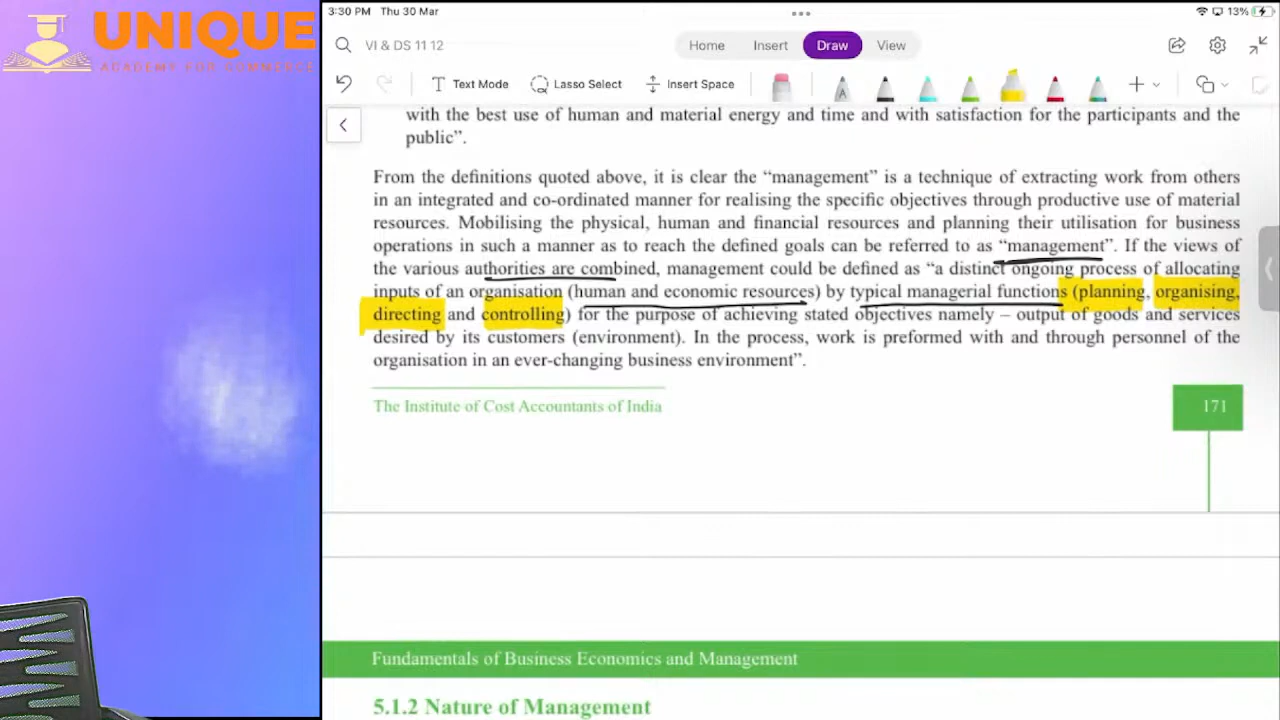 UNIQUE
ACADEMY FOR COMMERCE
3:30 PM Thu 30 Mar
13%
VI & DS 11 12
Home Insert Draw View
Text Mode Lasso Select Insert Space
with the best use of human and material energy and time and with satisfaction for the participants and the
public”.
From the definitions quoted above, it is clear the “management” is a technique of extracting work from others
in an integrated and co-ordinated manner for realising the specific objectives through productive use of material
resources. Mobilising the physical, human and financial resources and planning their utilisation for business
operations in such a manner as to reach the defined goals can be referred to as “management”. If the views of
the various authorities are combined, management could be defined as “a distinct ongoing process of allocating
inputs of an organisation (human and economic resources) by typical managerial functions (planning, organising,
directing and controlling) for the purpose of achieving stated objectives namely – output of goods and services
desired by its customers (environment). In the process, work is preformed with and through personnel of the
organisation in an ever-changing business environment”.
The Institute of Cost Accountants of India
171
Fundamentals of Business Economics and Management
5.1.2 Nature of Management